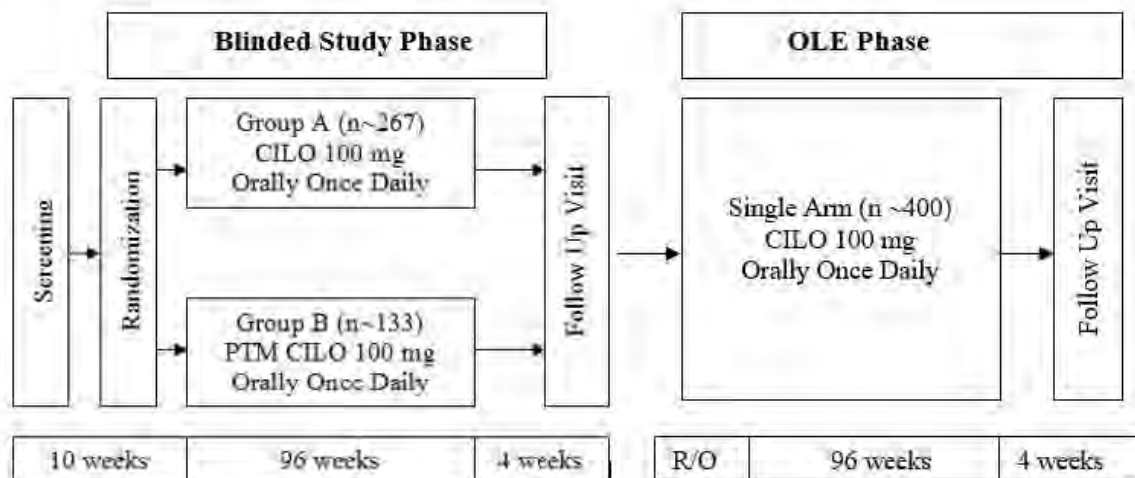 Blinded Study Phase
OLE Phase
Screening
Randomization
Group A (n~267)
CILO 100 mg
Orally Once Daily
Group B (n~133)
PTM CILO 100 mg
Orally Once Daily
Follow Up Visit
Single Arm (n ~400)
CILO 100 mg
Orally Once Daily
Follow Up Visit
10 weeks
96 weeks
4 weeks
R/O
96 weeks
4 weeks